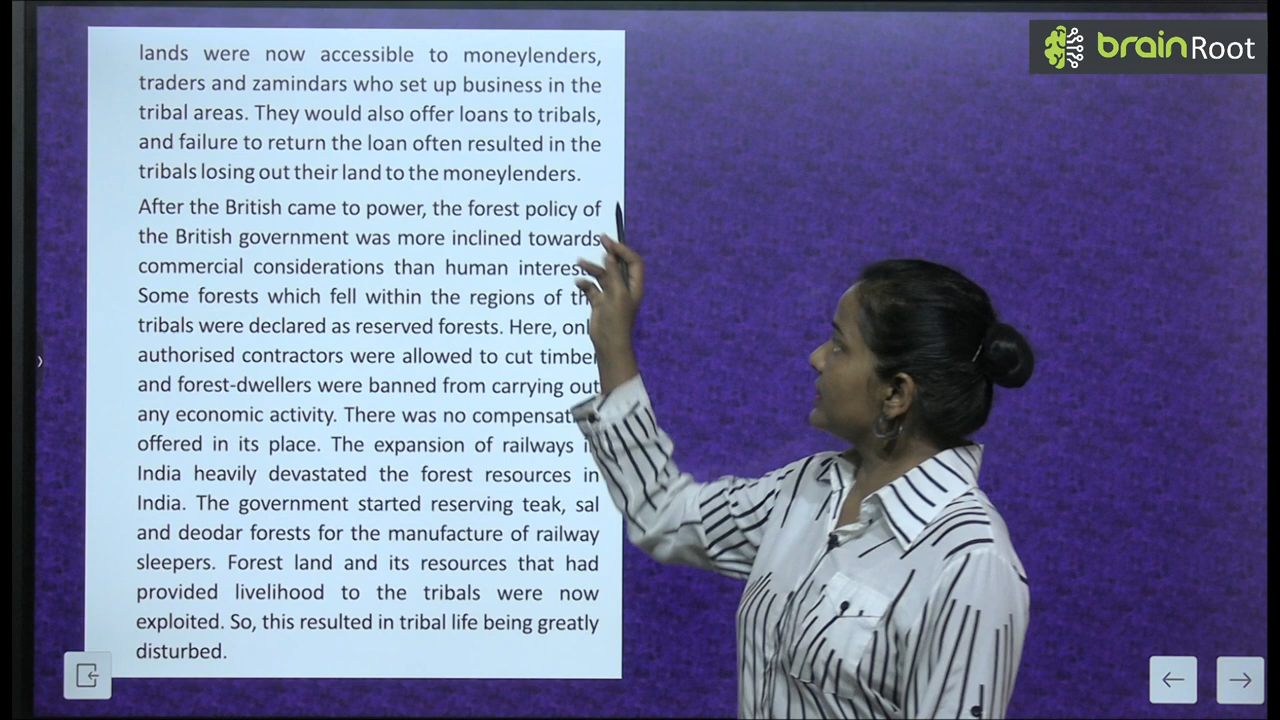 brainRoot
lands were now accessible to moneylenders,
traders and zamindars who set up business in the
tribal areas. They would also offer loans to tribals,
and failure to return the loan often resulted in the
tribals losing out their land to the moneylenders.
After the British came to power, the forest policy of
the British government was more inclined towards
commercial considerations than human interest
Some forests which fell within the regions of th
tribals were declared as reserved forests. Here, onl
authorised contractors were allowed to cut timbe
and forest-dwellers were banned from carrying out
any economic activity. There was no compensati
offered in its place. The expansion of railways i
India heavily devastated the forest resources in
India. The government started reserving teak, sal
and deodar forests for the manufacture of railway
sleepers. Forest land and its resources that had
provided livelihood to the tribals were now
exploited. So, this resulted in tribal life being greatly
disturbed.